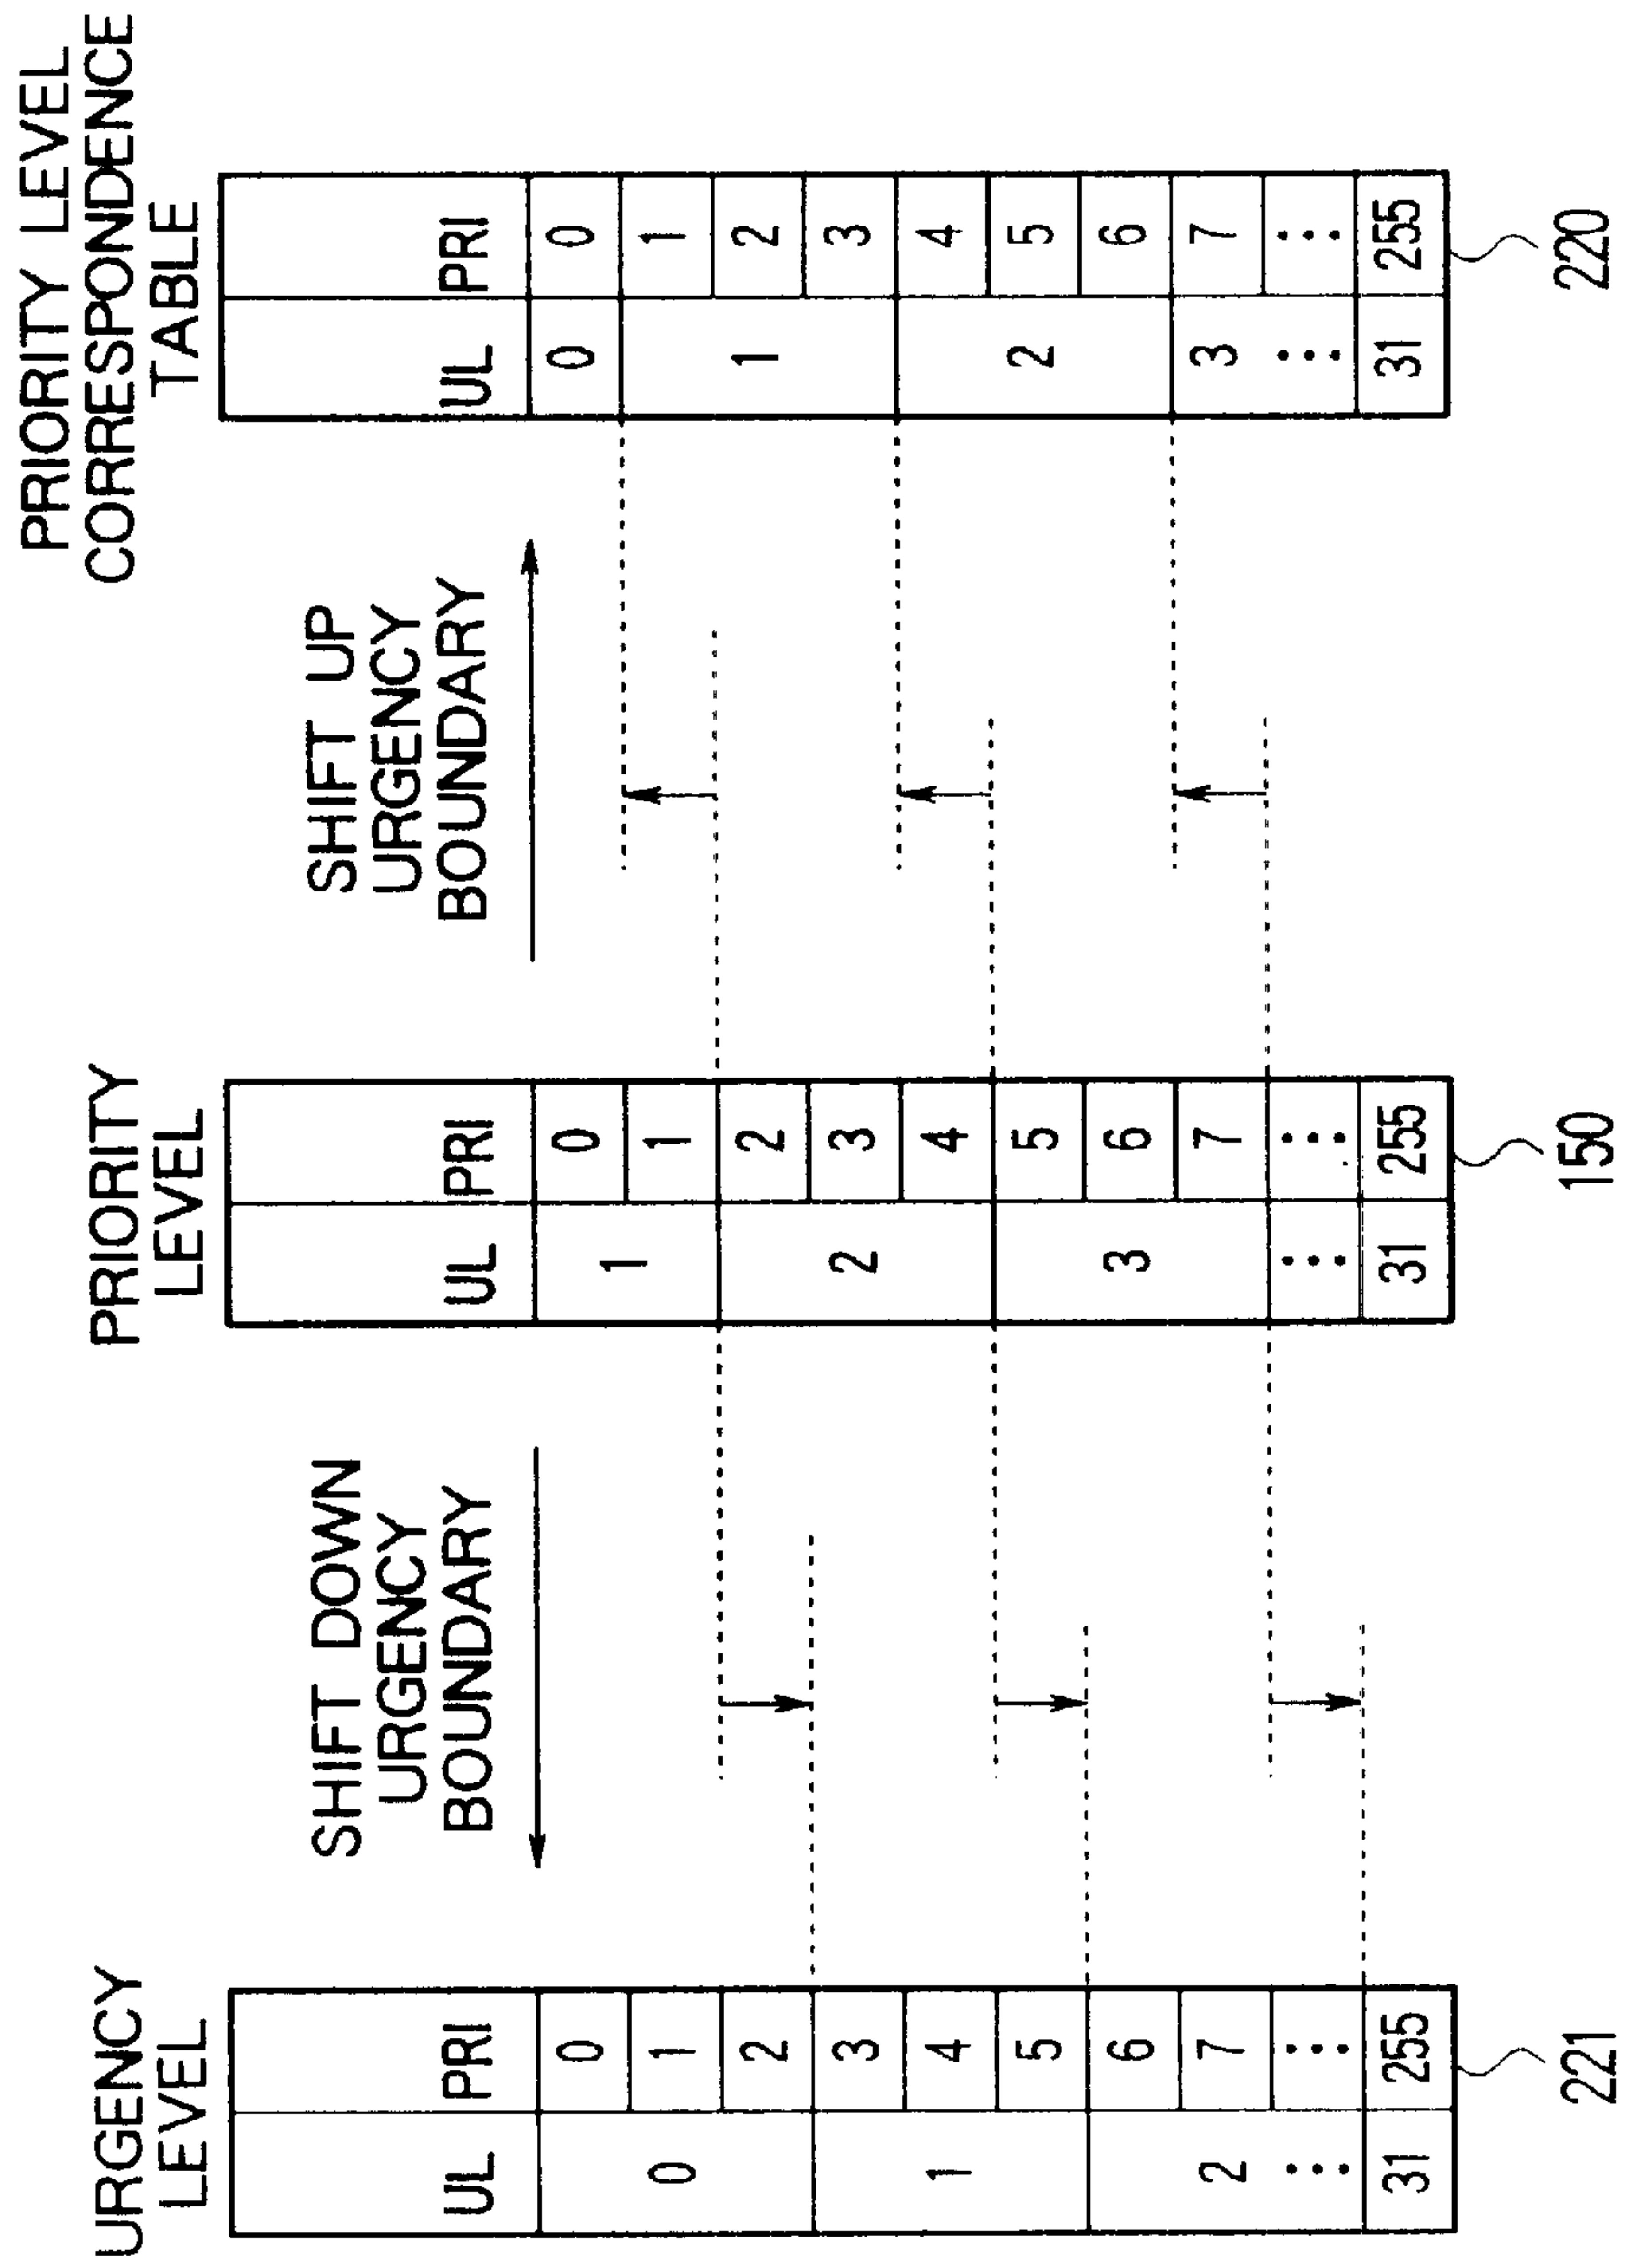 URGENCY
LEVEL
UL PRI
0 0
1
2
1 3
4
5
2 6
7
⋮ ⋮
31 255
221
SHIFT DOWN
URGENCY
BOUNDARY
PRIORITY
LEVEL
UL PRI
1 0
1
2 2
3
4
3 5
6
7
⋮ ⋮
31 255
150
SHIFT UP
URGENCY
BOUNDARY
PRIORITY LEVEL
CORRESPONDENCE
TABLE
UL PRI
0 0
1 1
2
3
2 4
5
6
3 7
⋮ ⋮
31 255
220